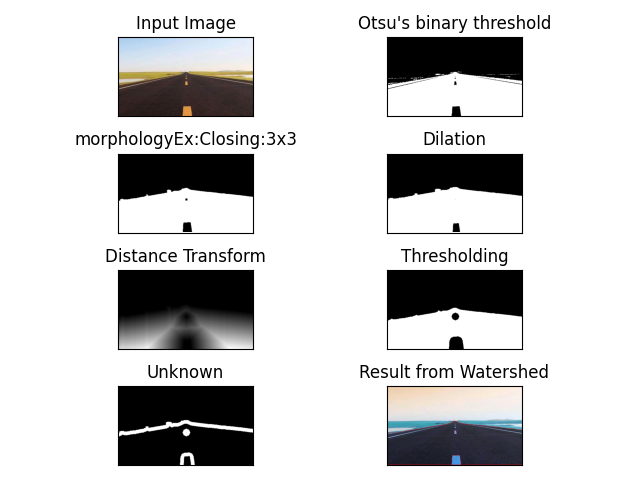 Input Image
Otsu's binary threshold
morphologyEx:Closing:3x3
Dilation
Distance Transform
Thresholding
Unknown
Result from Watershed